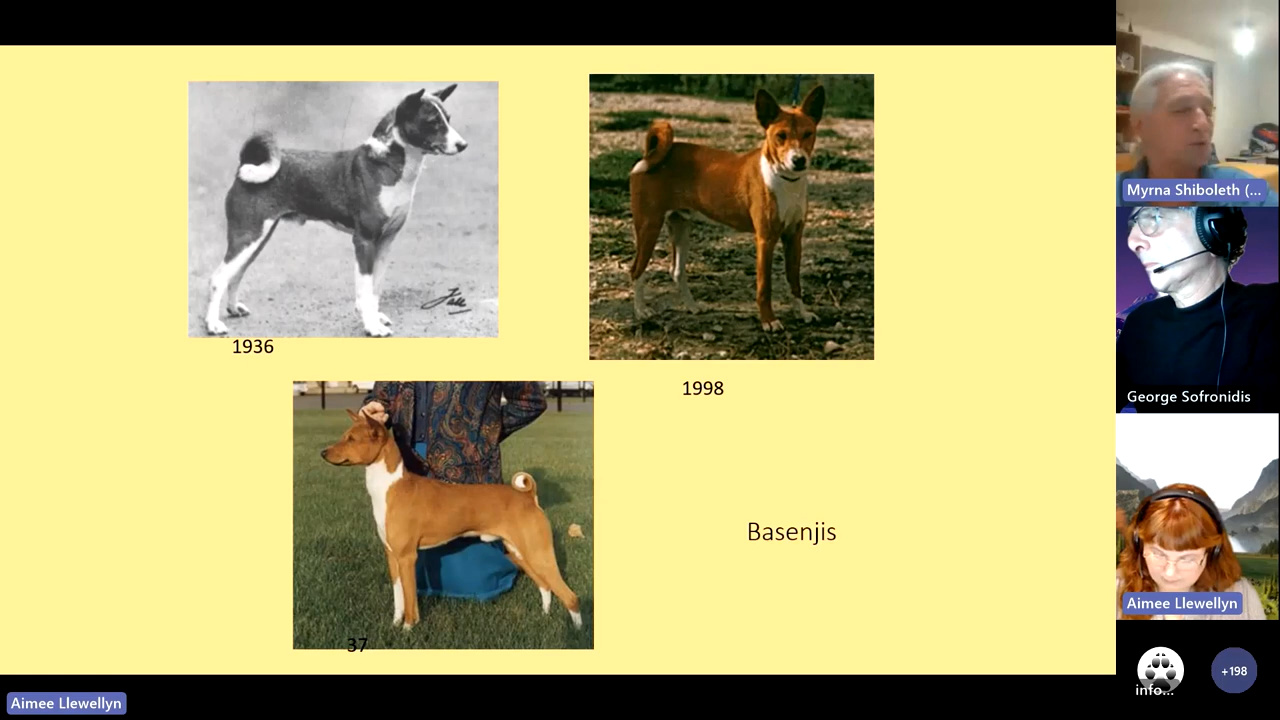 1936
1998
37
Basenjis
Myrna Shiboleth (...
George Sofronidis
Aimee Llewellyn
info...
+198
Aimee Llewellyn